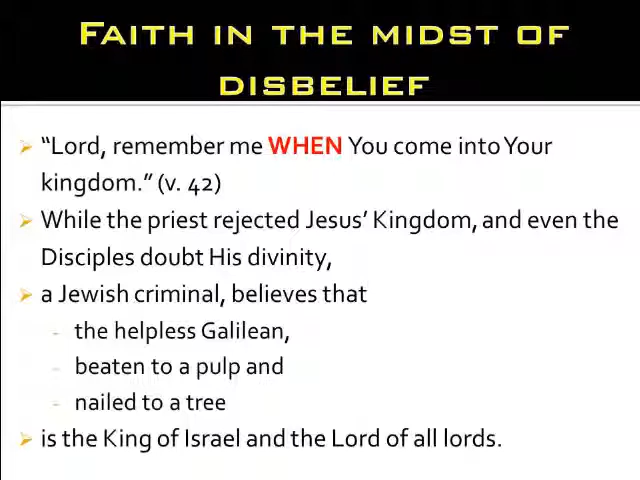 FAITH IN THE MIDST OF
DISBELIEF
➢ “Lord, remember me WHEN You come into Your
kingdom.” (v. 42)
➢ While the priest rejected Jesus’ Kingdom, and even the
Disciples doubt His divinity,
➢ a Jewish criminal, believes that
- the helpless Galilean,
- beaten to a pulp and
- nailed to a tree
➢ is the King of Israel and the Lord of all lords.